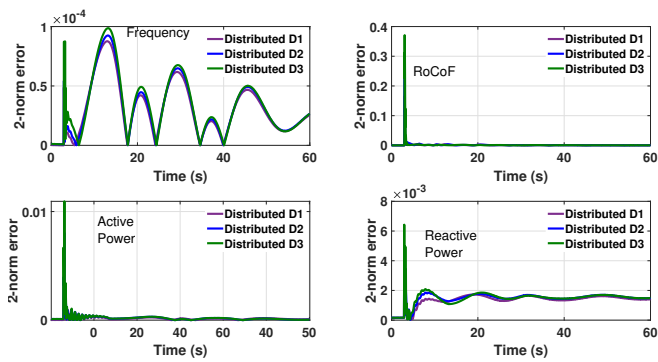 1 ×10⁻⁴
Frequency
Distributed D1
Distributed D2
Distributed D3
0.5
0
2-norm error
0 20 40 60
Time (s)
0.4
RoCoF
Distributed D1
Distributed D2
Distributed D3
0.3
0.2
0.1
0
2-norm error
0 20 40 60
Time (s)
0.01
Active
Power
Distributed D1
Distributed D2
Distributed D3
0
2-norm error
0 10 20 30 40 50
Time (s)
8 ×10⁻³
Reactive
Power
Distributed D1
Distributed D2
Distributed D3
6
4
2
0
2-norm error
0 20 40 60
Time (s)